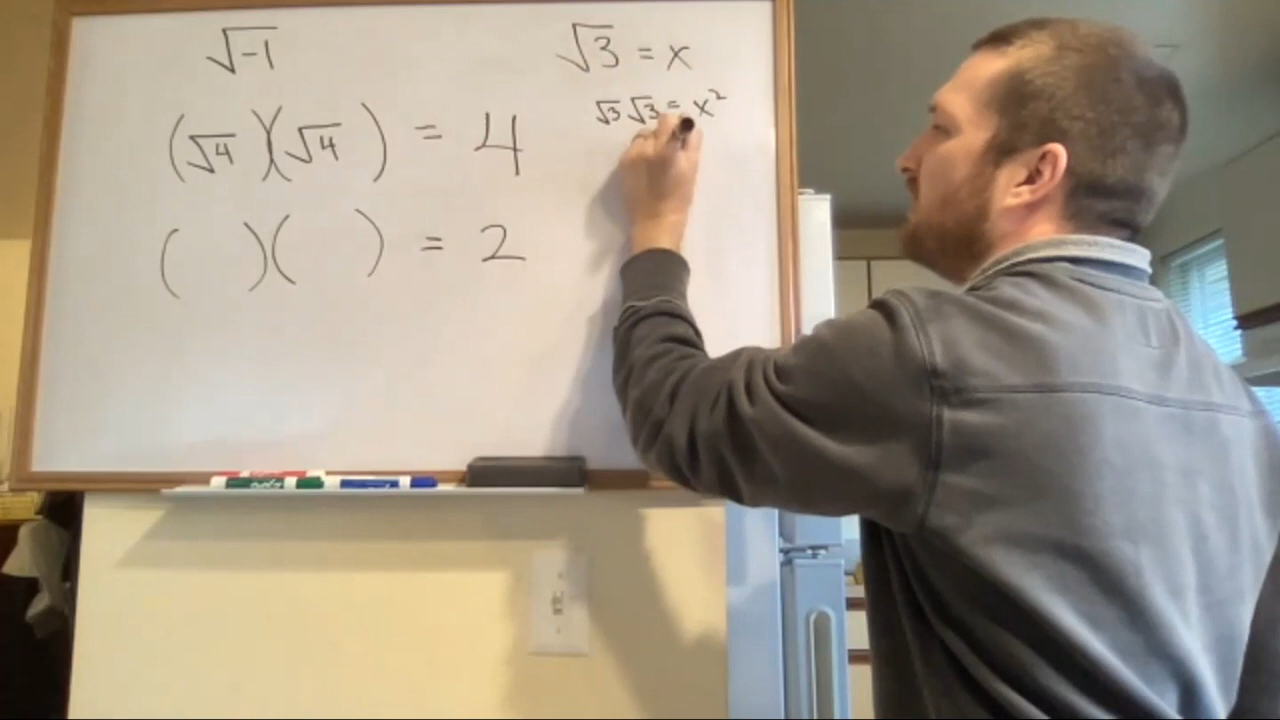 √-1
(√4)(√4) = 4
( )( ) = 2
√3 = x
√3 √3 = x²